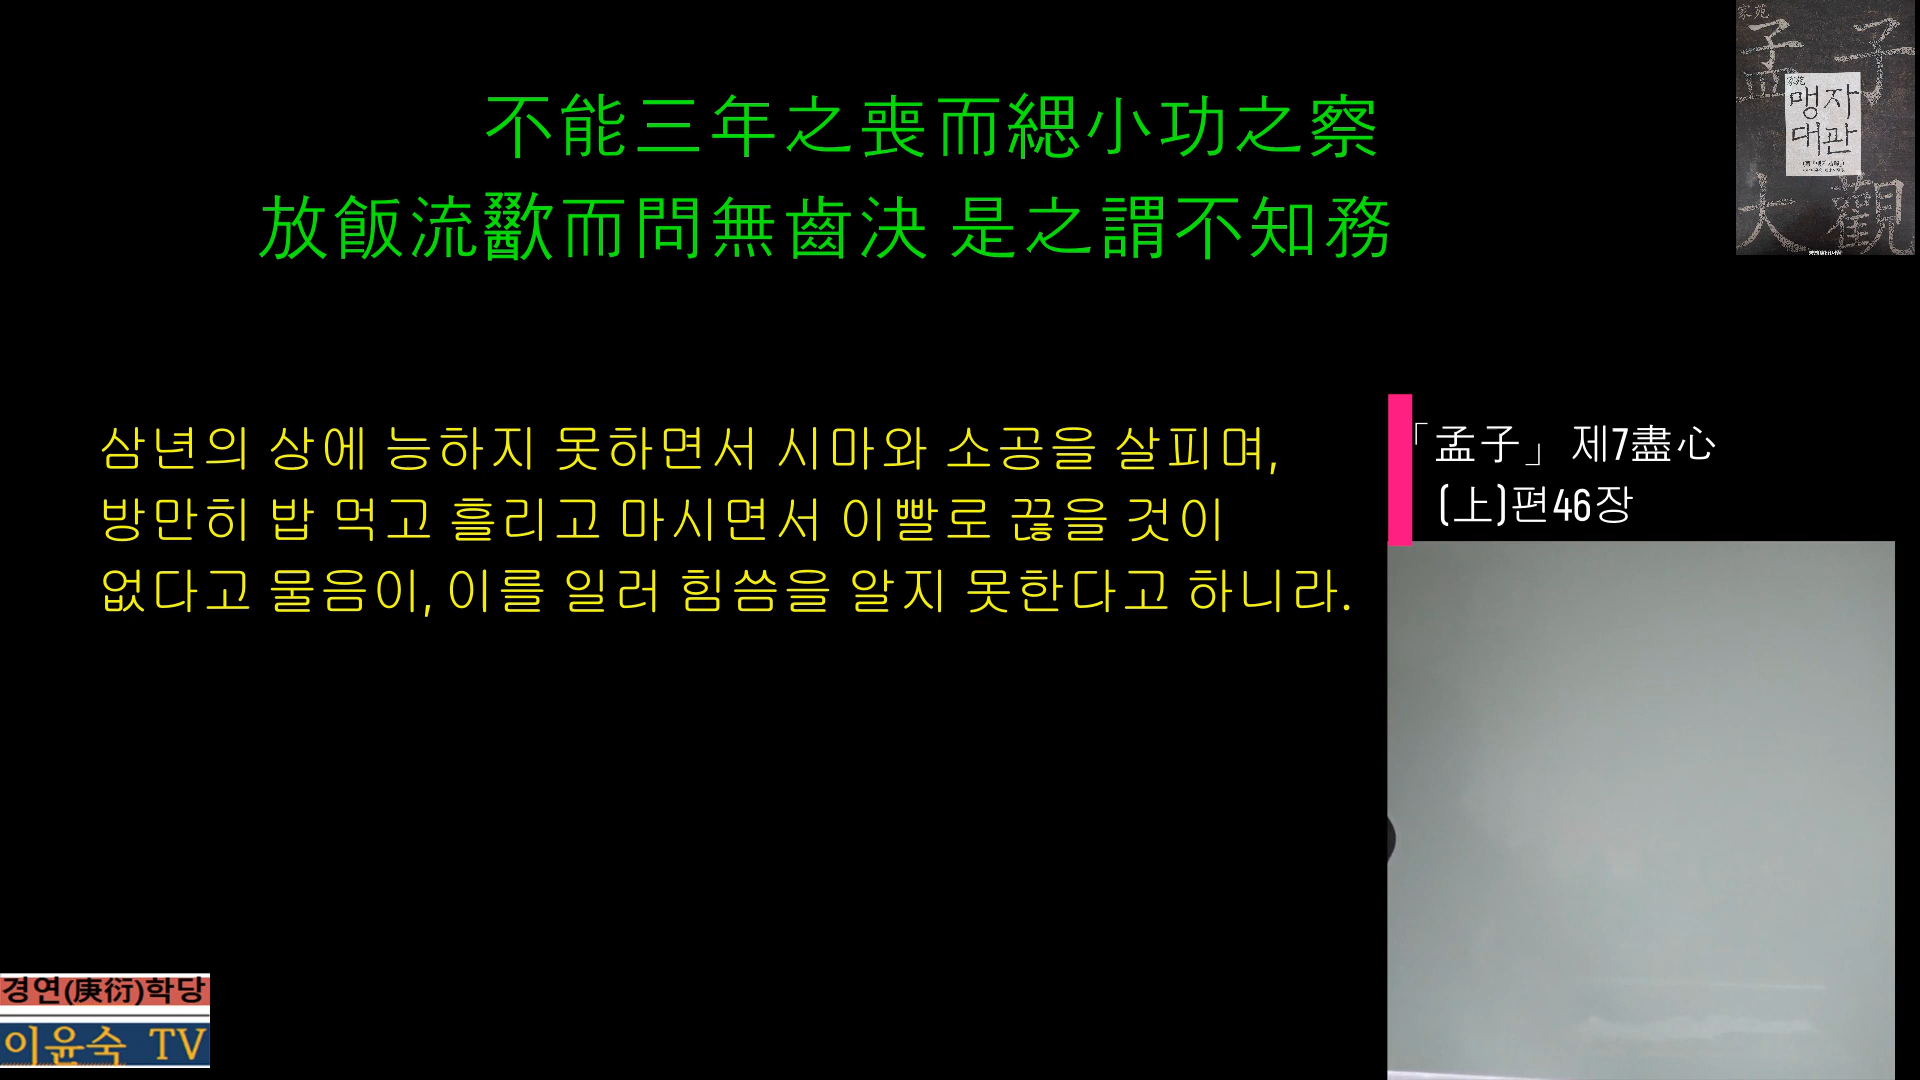 不能三年之喪而緦小功之察
放飯流歠而問無齒決 是之謂不知務
삼년의 상에 능하지 못하면서 시마와 소공을 살피며,
방만히 밥 먹고 흘리고 마시면서 이빨로 끊을 것이
없다고 물음이, 이를 일러 힘씀을 알지 못한다고 하니라.
「孟子」 제7盡心
(上)편46장
家苑
孟子
맹자
대관
大觀
경연(庚衍)학당
이윤숙 TV